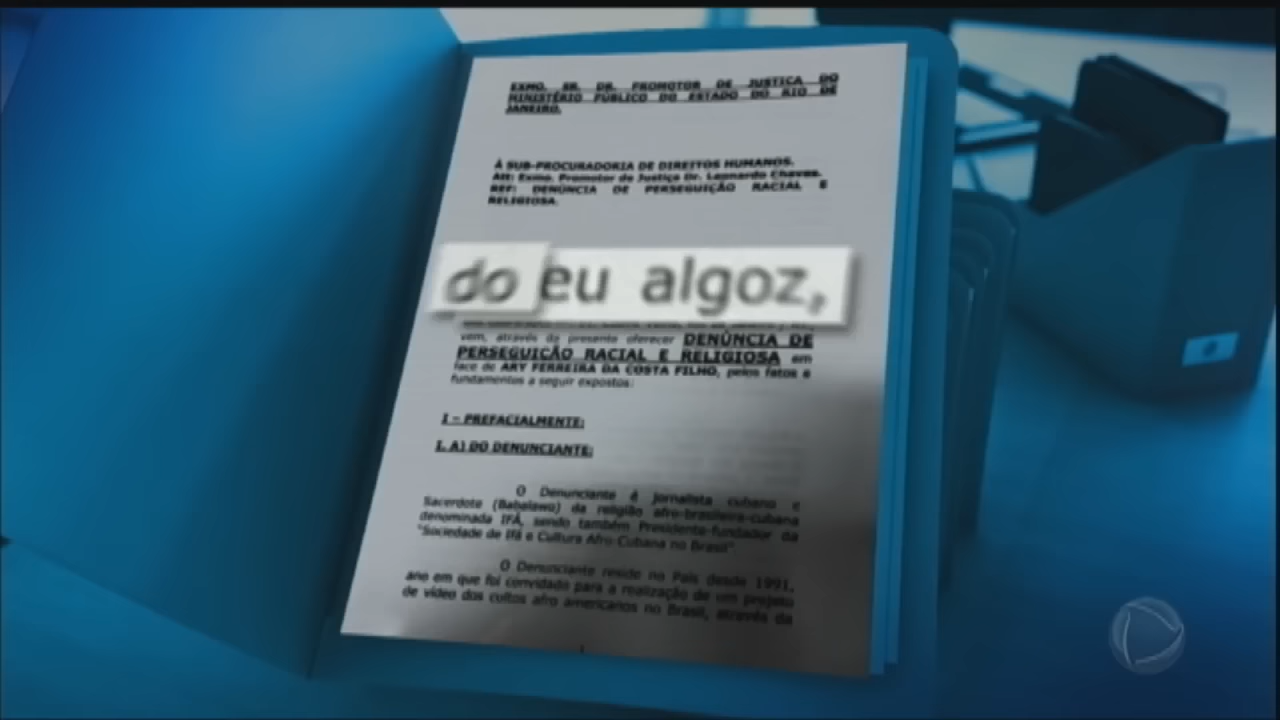 EXMO. SR. DR. PROMOTOR DE JUSTIÇA DO
MINISTÉRIO PÚBLICO DO ESTADO DO RIO DE
JANEIRO.
À SUB-PROCURADORIA DE DIREITOS HUMANOS.
Att: Exmo. Promotor de Justiça Dr. Leonardo Chaves.
REF: DENÚNCIA DE PERSEGUIÇÃO RACIAL E
RELIGIOSA.
do eu algoz,
vem, através da presente oferecer DENÚNCIA DE
PERSEGUIÇÃO RACIAL E RELIGIOSA em
face de ARY FERREIRA DA COSTA FILHO, pelos fatos e
fundamentos a seguir expostos:
I – PREFACIALMENTE:
I. A) DO DENUNCIANTE:
O Denunciante é jornalista cubano e
Sacerdote (Babalawo) da religião afro-brasileira-cubana
denominada IFÁ, sendo também Presidente-fundador da
"Sociedade de Ifá e Cultura Afro Cubana no Brasil"
O Denunciante reside no País desde 1991,
ano em que foi convidado para a realização de um projeto
de vídeo dos cultos afro americanos no Brasil, através da